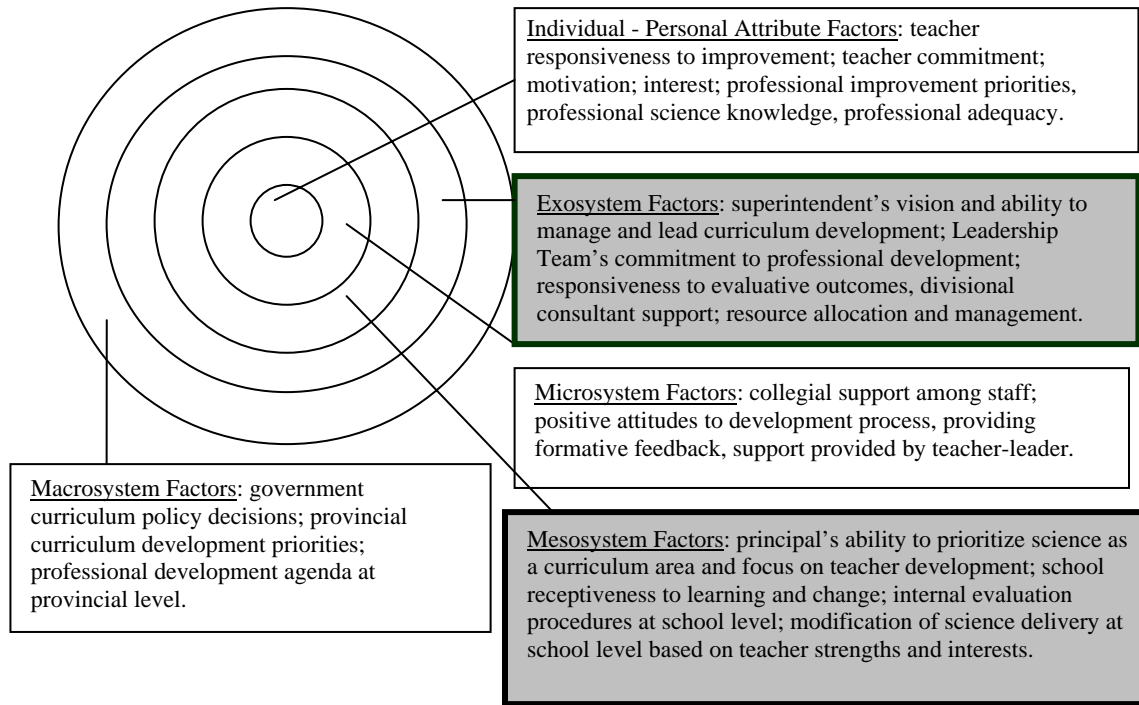 Individual - Personal Attribute Factors: teacher
responsiveness to improvement; teacher commitment;
motivation; interest; professional improvement priorities,
professional science knowledge, professional adequacy.
Exosystem Factors: superintendent’s vision and ability to
manage and lead curriculum development; Leadership
Team’s commitment to professional development;
responsiveness to evaluative outcomes, divisional
consultant support; resource allocation and management.
Microsystem Factors: collegial support among staff;
positive attitudes to development process, providing
formative feedback, support provided by teacher-leader.
Macrosystem Factors: government
curriculum policy decisions; provincial
curriculum development priorities;
professional development agenda at
provincial level.
Mesosystem Factors: principal’s ability to prioritize science as
a curriculum area and focus on teacher development; school
receptiveness to learning and change; internal evaluation
procedures at school level; modification of science delivery at
school level based on teacher strengths and interests.